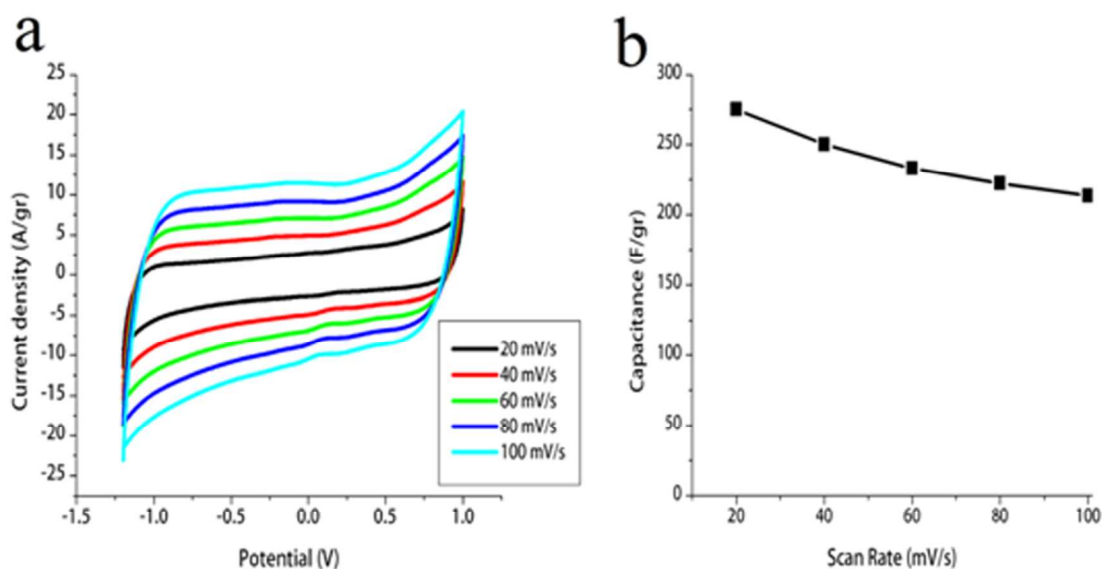 a
Current density (A/gr)
25
20
15
10
5
0
-5
-10
-15
-20
-25
-1.5 -1.0 -0.5 0.0 0.5 1.0
Potential (V)
20 mV/s
40 mV/s
60 mV/s
80 mV/s
100 mV/s
b
Capacitance (F/gr)
300
250
200
150
100
50
0
20 40 60 80 100
Scan Rate (mV/s)